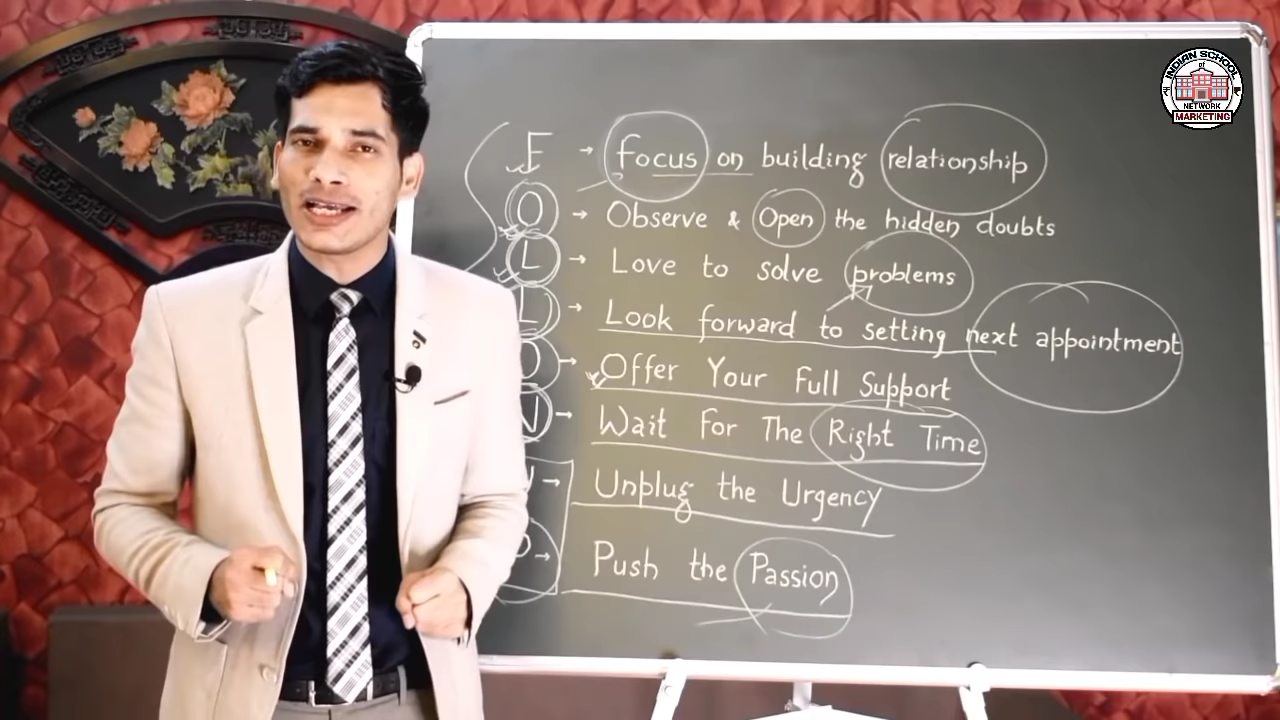 INDIAN SCHOOL
of
NETWORK
MARKETING
F → focus on building relationship
O → Observe & Open the hidden doubts
L → Love to solve problems
L → Look forward to setting next appointment
O → Offer Your Full Support
W → Wait For The Right Time
→ Unplug the Urgency
P → Push the Passion